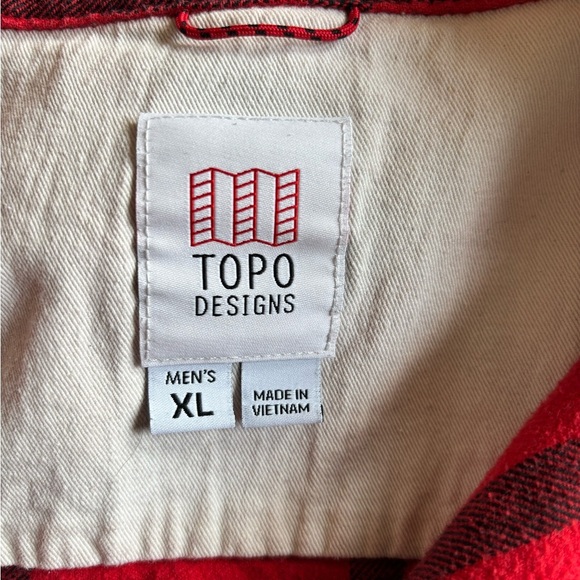 TOPO
DESIGNS
MEN'S
XL
MADE IN
VIETNAM